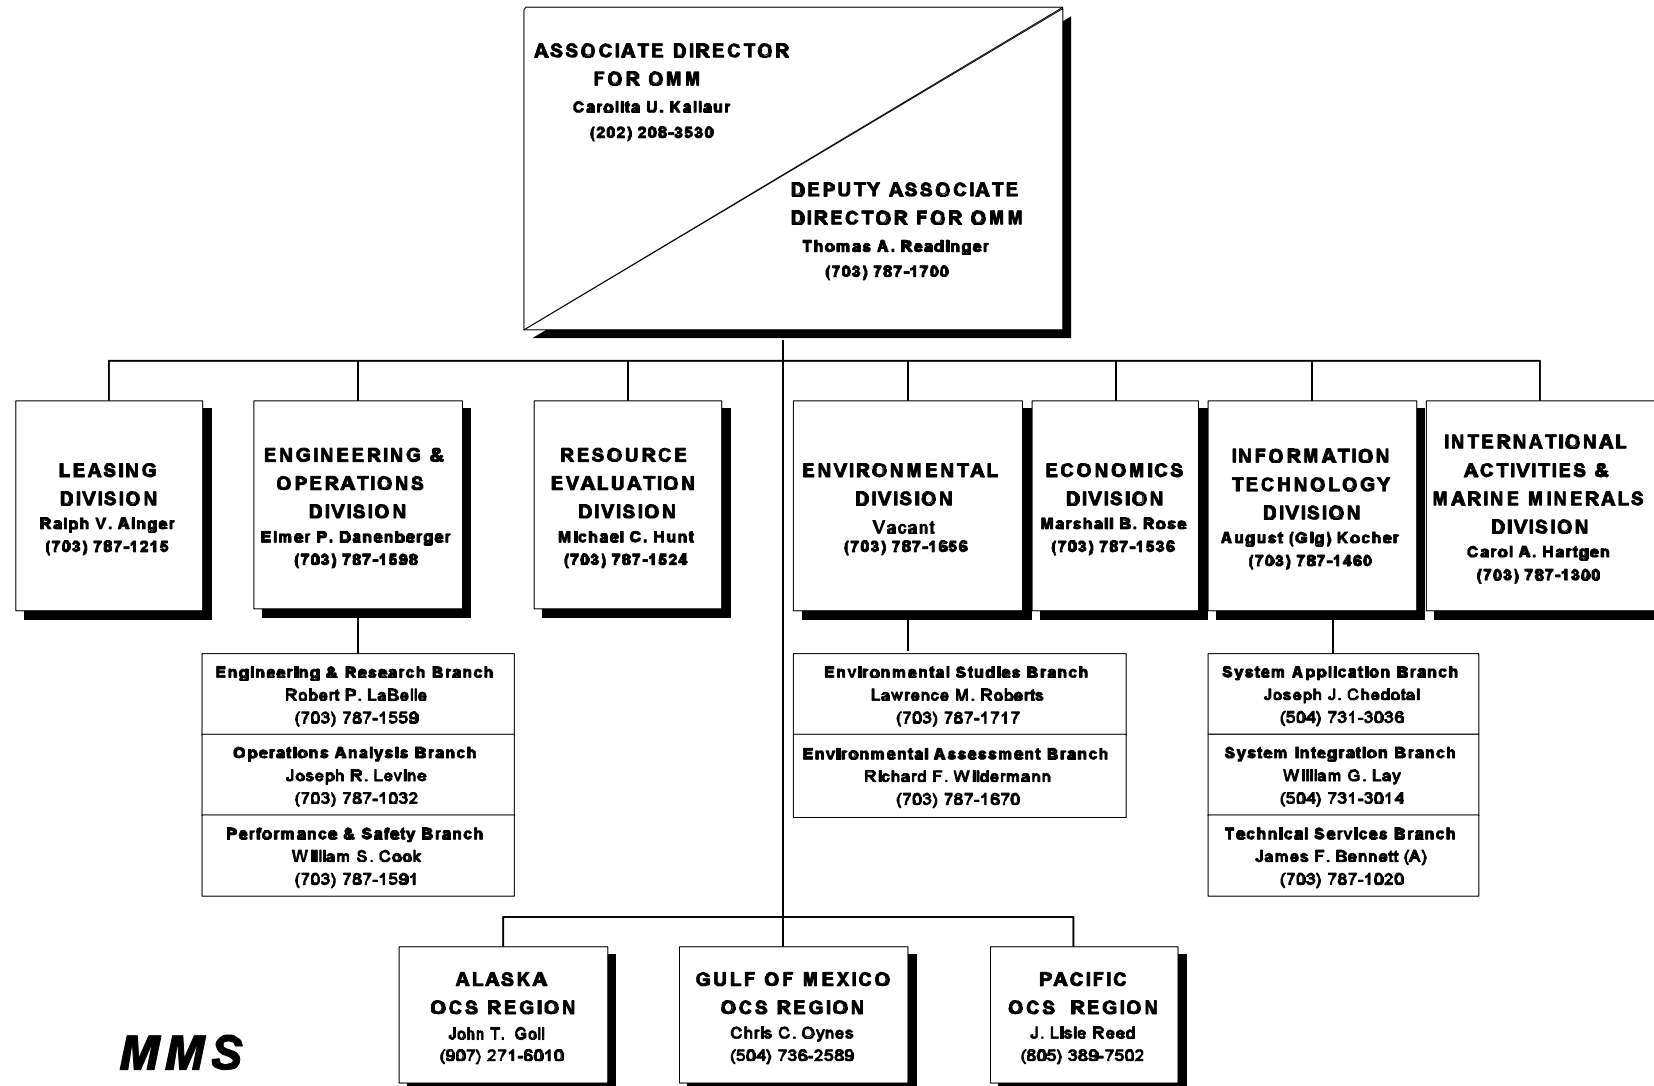 ASSOCIATE DIRECTOR
FOR OMM
Carolita U. Kallaur
(202) 208-3530
DEPUTY ASSOCIATE
DIRECTOR FOR OMM
Thomas A. Readinger
(703) 787-1700
LEASING
DIVISION
Ralph V. Ainger
(703) 787-1215
ENGINEERING &
OPERATIONS
DIVISION
Elmer P. Danenberger
(703) 787-1598
RESOURCE
EVALUATION
DIVISION
Michael C. Hunt
(703) 787-1524
ENVIRONMENTAL
DIVISION
Vacant
(703) 787-1656
ECONOMICS
DIVISION
Marshall B. Rose
(703) 787-1536
INFORMATION
TECHNOLOGY
DIVISION
August (Gig) Kocher
(703) 787-1460
INTERNATIONAL
ACTIVITIES &
MARINE MINERALS
DIVISION
Carol A. Hartgen
(703) 787-1300
Engineering & Research Branch
Robert P. LaBelle
(703) 787-1559
Operations Analysis Branch
Joseph R. Levine
(703) 787-1032
Performance & Safety Branch
William S. Cook
(703) 787-1591
Environmental Studies Branch
Lawrence M. Roberts
(703) 787-1717
Environmental Assessment Branch
Richard F. Wildermann
(703) 787-1670
System Application Branch
Joseph J. Chedotal
(504) 731-3036
System Integration Branch
William G. Lay
(504) 731-3014
Technical Services Branch
James F. Bennett (A)
(703) 787-1020
ALASKA
OCS REGION
John T. Goll
(907) 271-6010
GULF OF MEXICO
OCS REGION
Chris C. Oynes
(504) 736-2589
PACIFIC
OCS REGION
J. Lisle Reed
(805) 389-7502
MMS